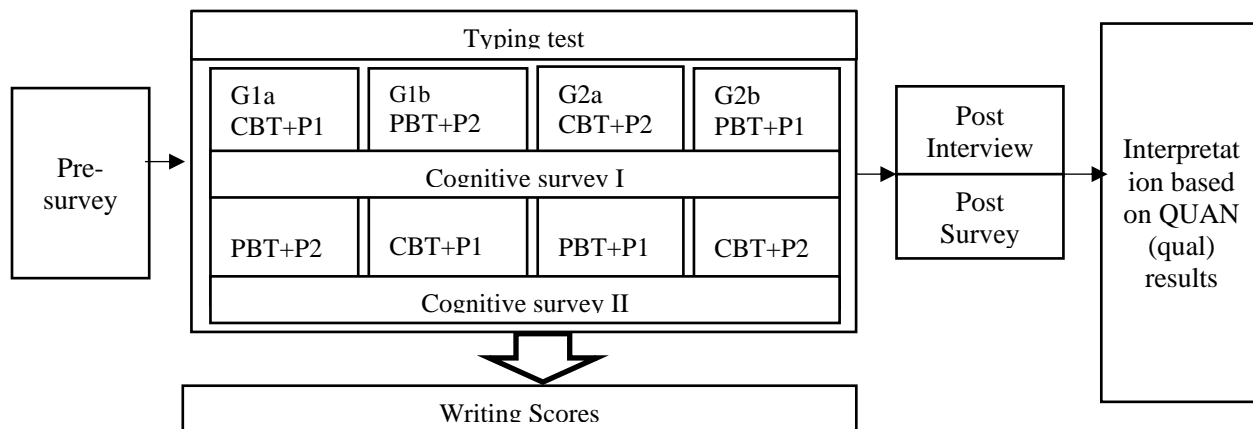 Pre-
survey
Typing test
G1a
CBT+P1
G1b
PBT+P2
G2a
CBT+P2
G2b
PBT+P1
Cognitive survey I
PBT+P2
CBT+P1
PBT+P1
CBT+P2
Cognitive survey II
Writing Scores
Post
Interview
Post
Survey
Interpretat
ion based
on QUAN
(qual)
results